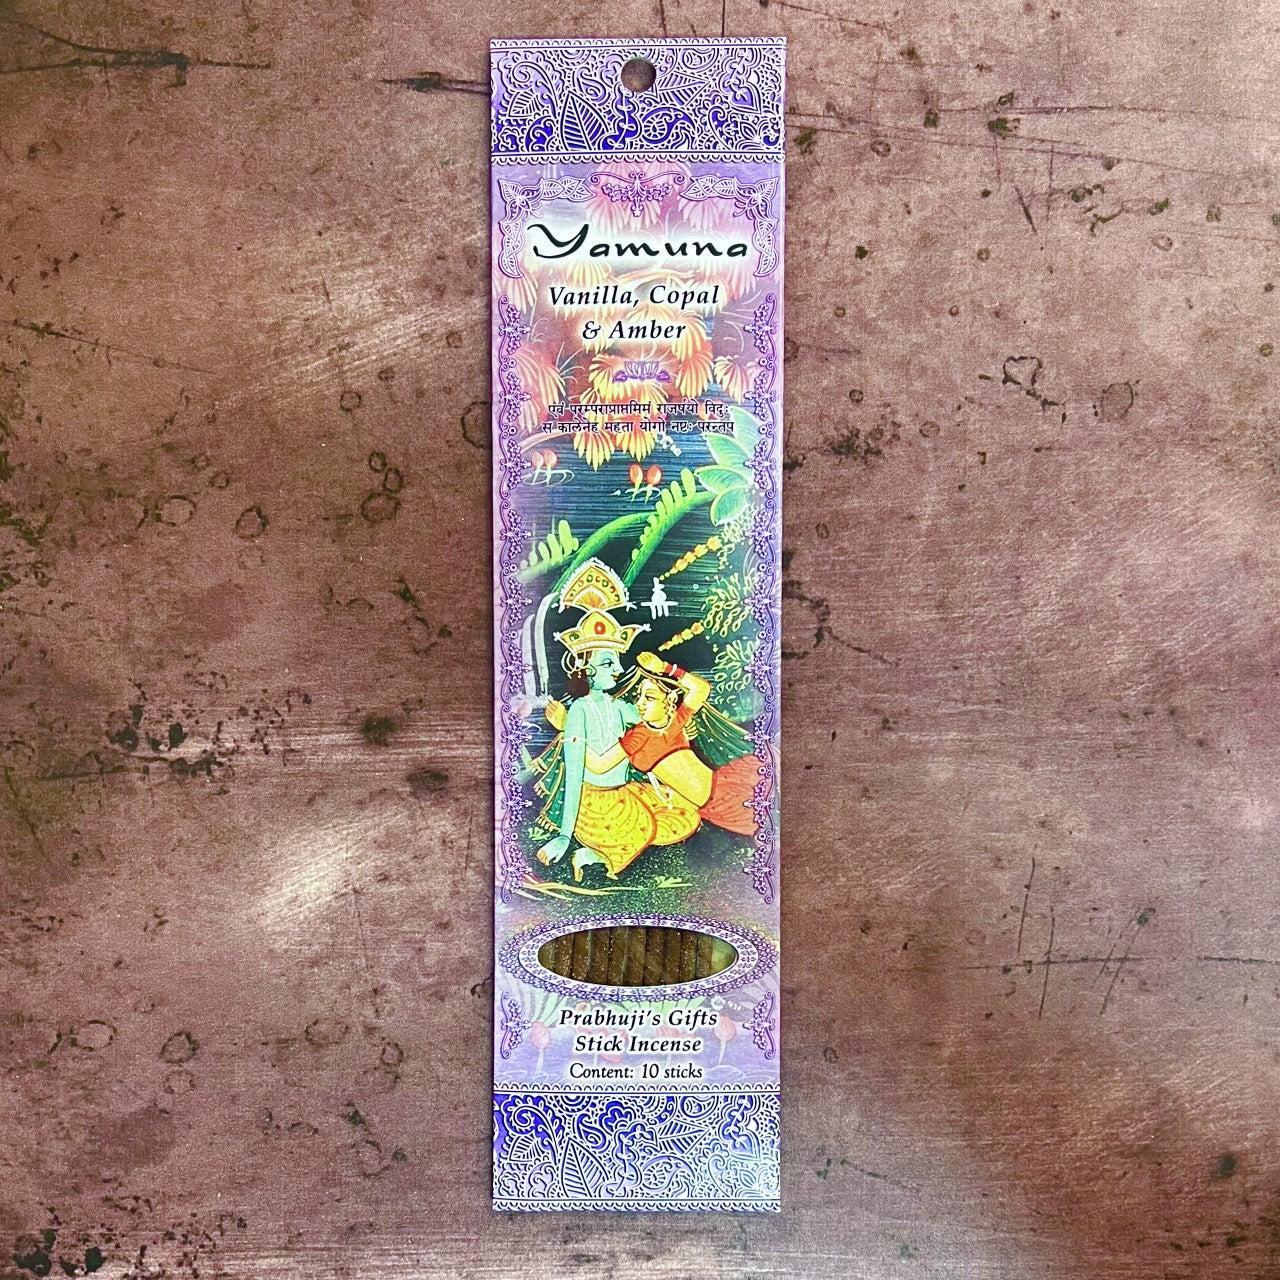 Yamuna
Vanilla, Copal
& Amber
एवं परम्पराप्राप्तमिमं राजर्षयो विदुः
स कालेनेह महता योगो नष्टः परन्तप
Prabhuji's Gifts
Stick Incense
Content: 10 sticks